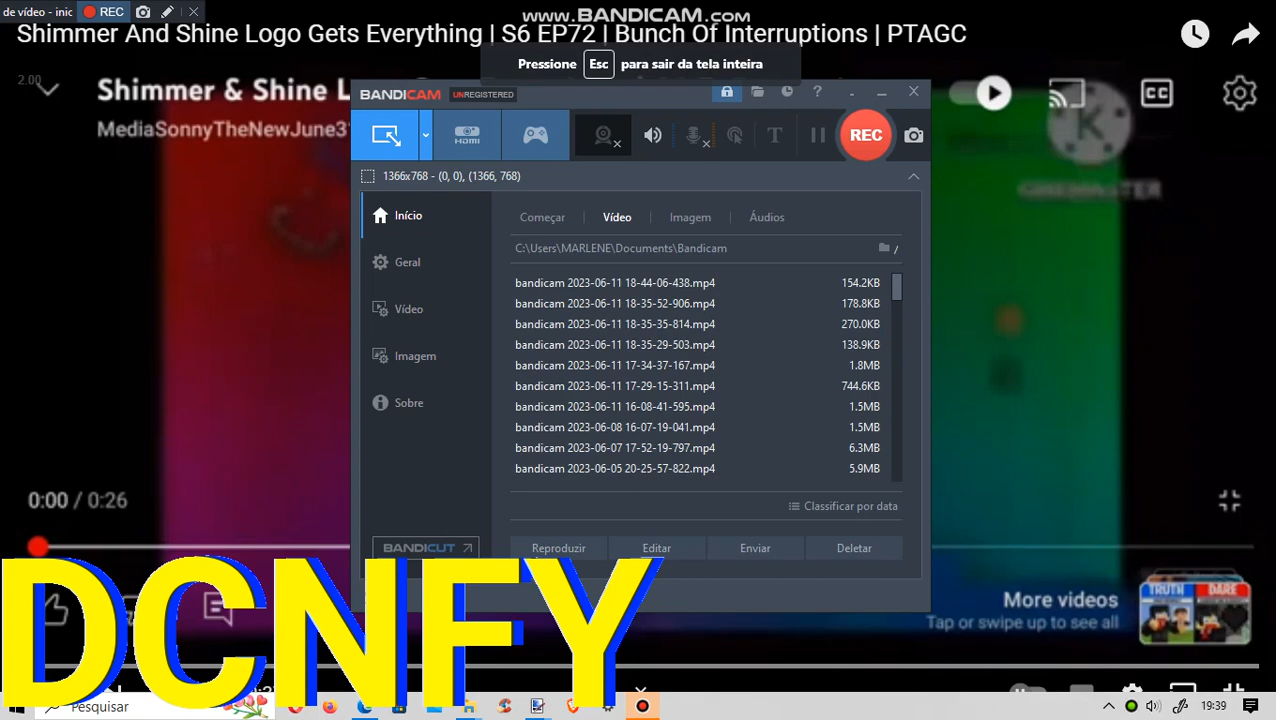 de vídeo - inic REC
www.BANDICAM.com
Shimmer And Shine Logo Gets Everything | S6 EP72 | Bunch Of Interruptions | PTAGC
Pressione Esc para sair da tela inteira
2.00
Shimmer & Shine L
MediaSonnyTheNewJune3
K
KINEMASTER
BANDICAM UNREGISTERED
HDMI
REC
1366x768 - (0, 0), (1366, 768)
Início
Geral
Vídeo
Imagem
Sobre
BANDICUT
Começar Vídeo Imagem Áudios
C:\Users\MARLENE\Documents\Bandicam
bandicam 2023-06-11 18-44-06-438.mp4 154.2KB
bandicam 2023-06-11 18-35-52-906.mp4 178.8KB
bandicam 2023-06-11 18-35-35-814.mp4 270.0KB
bandicam 2023-06-11 18-35-29-503.mp4 138.9KB
bandicam 2023-06-11 17-34-37-167.mp4 1.8MB
bandicam 2023-06-11 17-29-15-311.mp4 744.6KB
bandicam 2023-06-11 16-08-41-595.mp4 1.5MB
bandicam 2023-06-08 16-07-19-041.mp4 1.5MB
bandicam 2023-06-07 17-52-19-797.mp4 6.3MB
bandicam 2023-06-05 20-25-57-822.mp4 5.9MB
Classificar por data
Reproduzir Editar Enviar Deletar
0:00 / 0:26
DCNFY
More videos
Tap or swipe up to see all
TRUTH DARE
Pesquisar
19:39